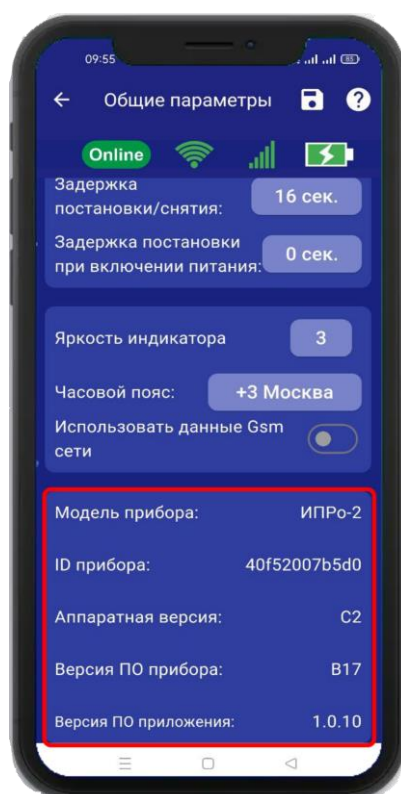 09:55
85
Общие параметры
Online
Задержка
постановки/снятия:
16 сек.
Задержка постановки
при включении питания:
0 сек.
Яркость индикатора
3
Часовой пояс:
+3 Москва
Использовать данные Gsm
сети
Модель прибора:
ИПРо-2
ID прибора:
40f52007b5d0
Аппаратная версия:
C2
Версия ПО прибора:
B17
Версия ПО приложения:
1.0.10